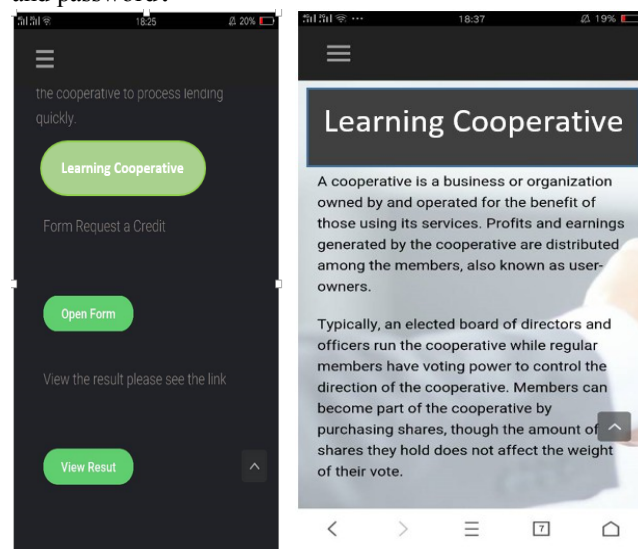 and password?
18:25
20%
the cooperative to process lending
quickly.
Learning Cooperative
Form Request a Credit
Open Form
View the result please see the link
View Resut
18:37
19%
Learning Cooperative
A cooperative is a business or organization
owned by and operated for the benefit of
those using its services. Profits and earnings
generated by the cooperative are distributed
among the members, also known as user-
owners.
Typically, an elected board of directors and
officers run the cooperative while regular
members have voting power to control the
direction of the cooperative. Members can
become part of the cooperative by
purchasing shares, though the amount of
shares they hold does not affect the weight
of their vote.
7